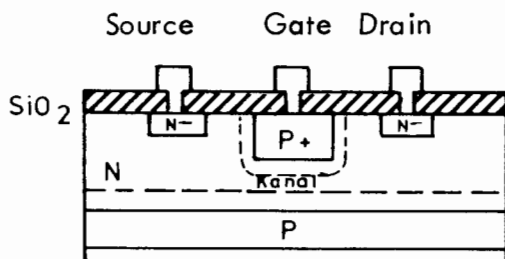 Source Gate Drain
SiO2
N− P+ N−
N Kanal
P